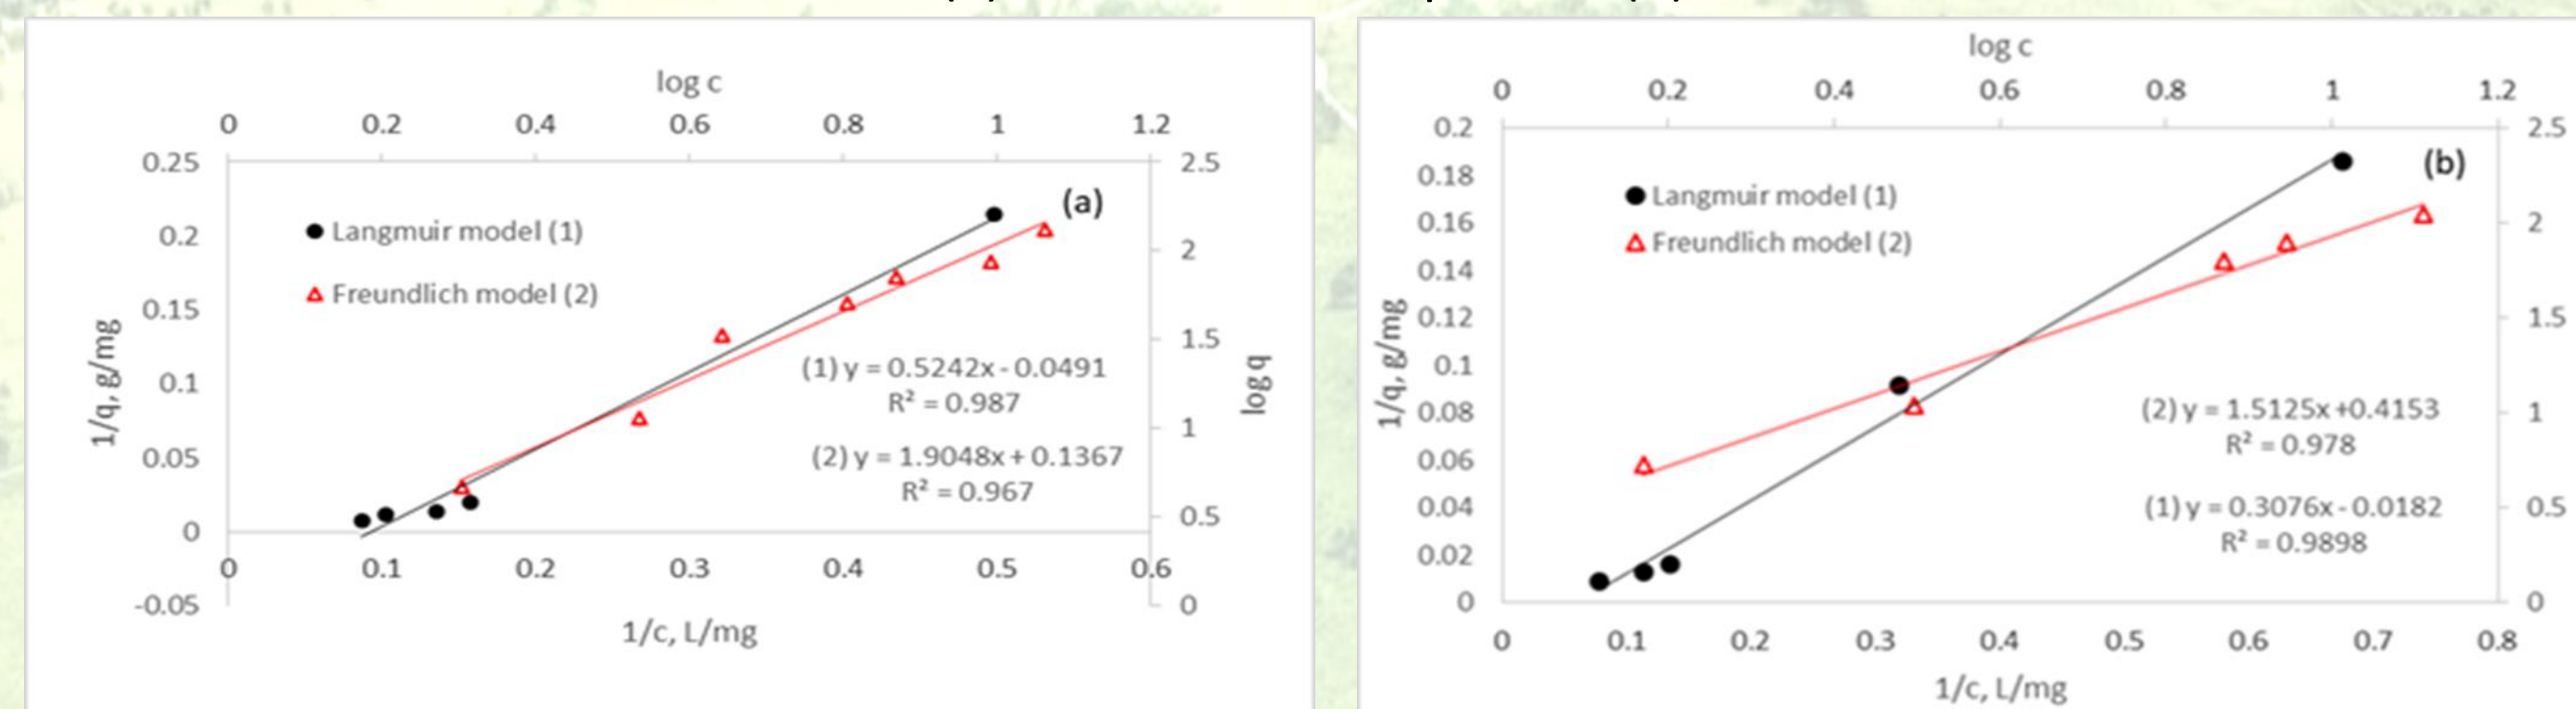 log c
0 0.2 0.4 0.6 0.8 1 1.2
0.25
0.2
0.15
0.1
0.05
0
-0.05
1/q, g/mg
2.5
2
1.5
1
0.5
0
log q
(a)
Langmuir model (1)
Freundlich model (2)
(1) y = 0.5242x - 0.0491
R² = 0.987
(2) y = 1.9048x + 0.1367
R² = 0.967
0 0.1 0.2 0.3 0.4 0.5 0.6
1/c, L/mg
log c
0 0.2 0.4 0.6 0.8 1 1.2
0.2
0.18
0.16
0.14
0.12
0.1
0.08
0.06
0.04
0.02
0
1/q, g/mg
2.5
2
1.5
1
0.5
0
(b)
Langmuir model (1)
Freundlich model (2)
(2) y = 1.5125x +0.4153
R² = 0.978
(1) y = 0.3076x - 0.0182
R² = 0.9898
0 0.1 0.2 0.3 0.4 0.5 0.6 0.7 0.8
1/c, L/mg